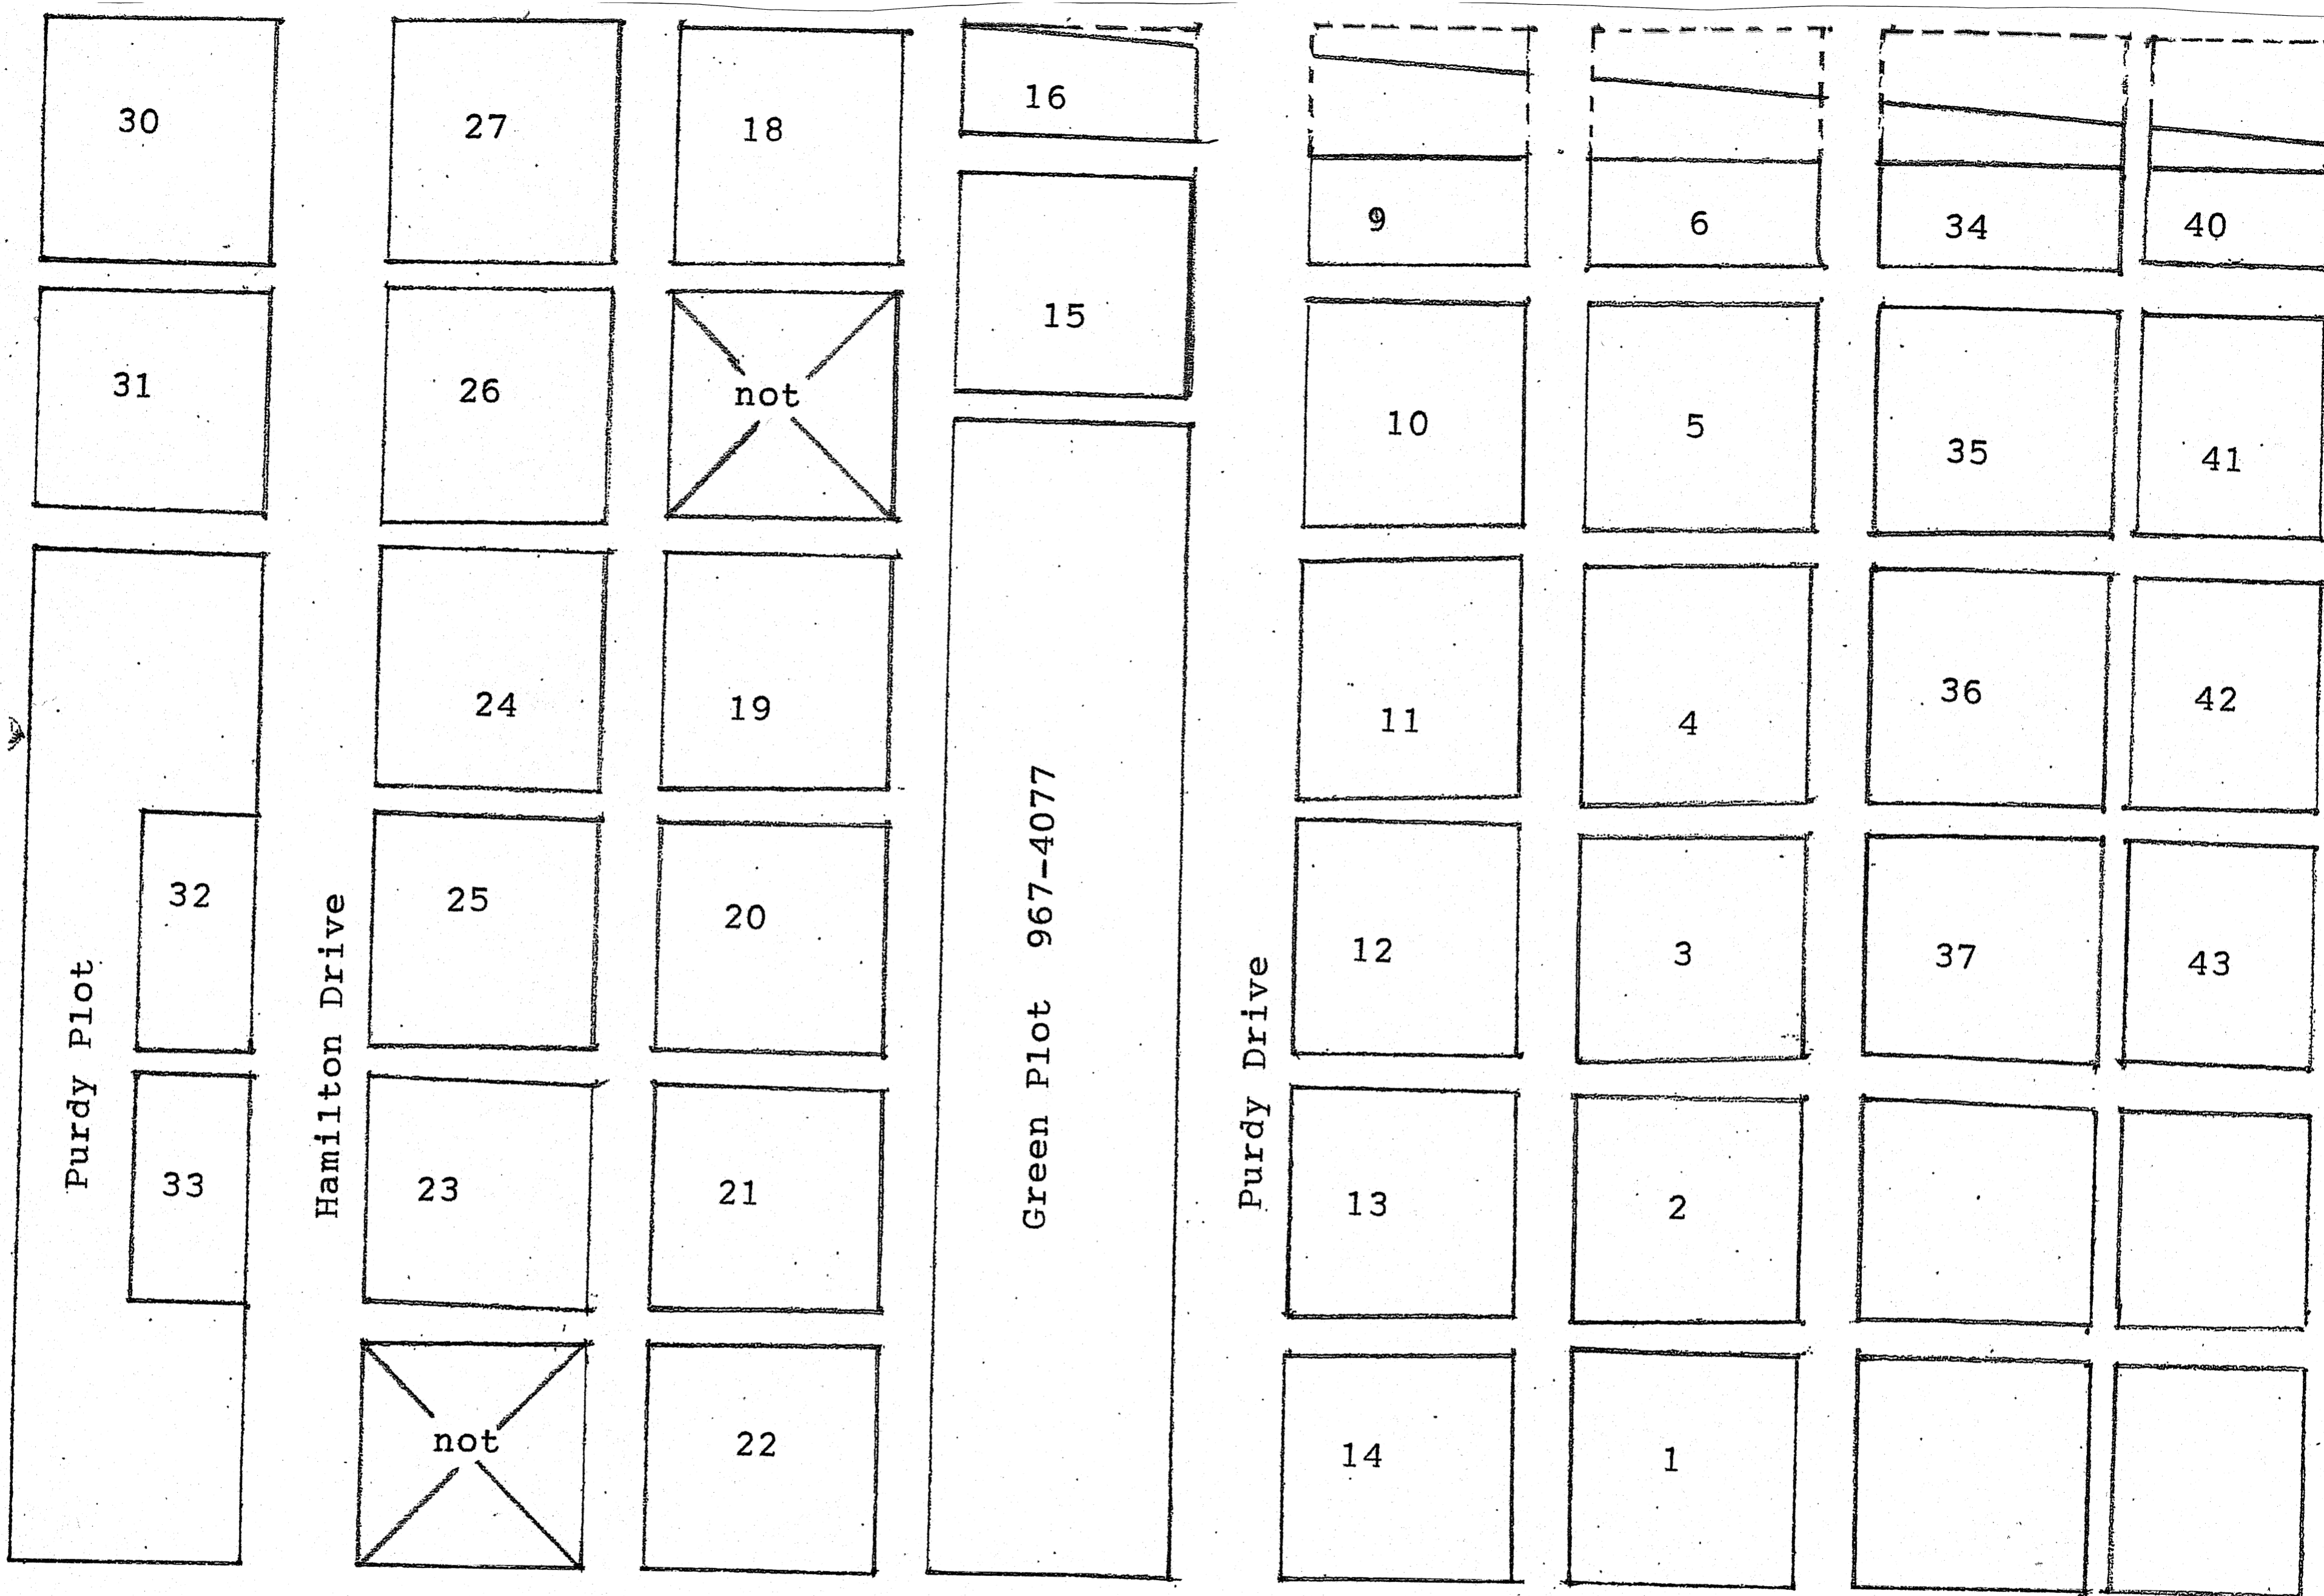 30 27 18 16
9 6 34 40
15
31 26 not 10 5 35 41
24 19 11 4 36 42
32 25 20 12 3 37 43
Purdy Plot
Hamilton Drive
Green Plot 967-4077
Purdy Drive
33 23 21 13 2
not 22 14 1